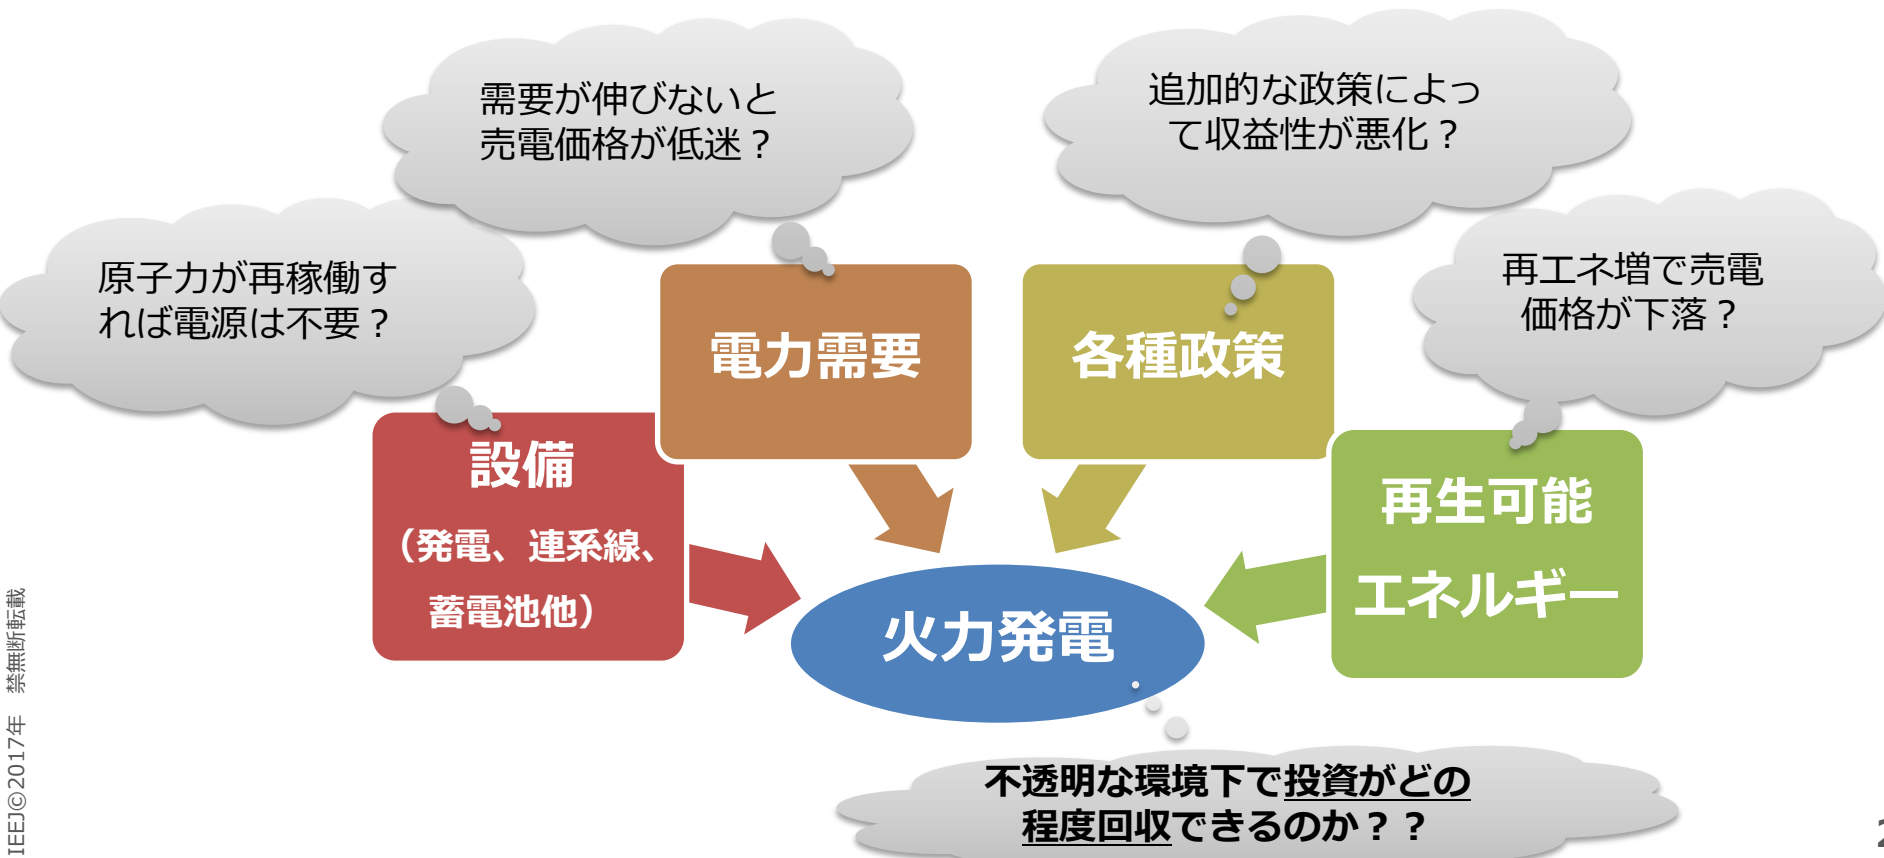 需要が伸びないと
売電価格が低迷？
追加的な政策によっ
て収益性が悪化？
原子力が再稼働す
れば電源は不要？
再エネ増で売電
価格が下落？
電力需要
各種政策
設備
（発電、連系線、
蓄電池他）
再生可能
エネルギー
火力発電
不透明な環境下で投資がどの
程度回収できるのか？？
IEEJ©2017年　禁無断転載